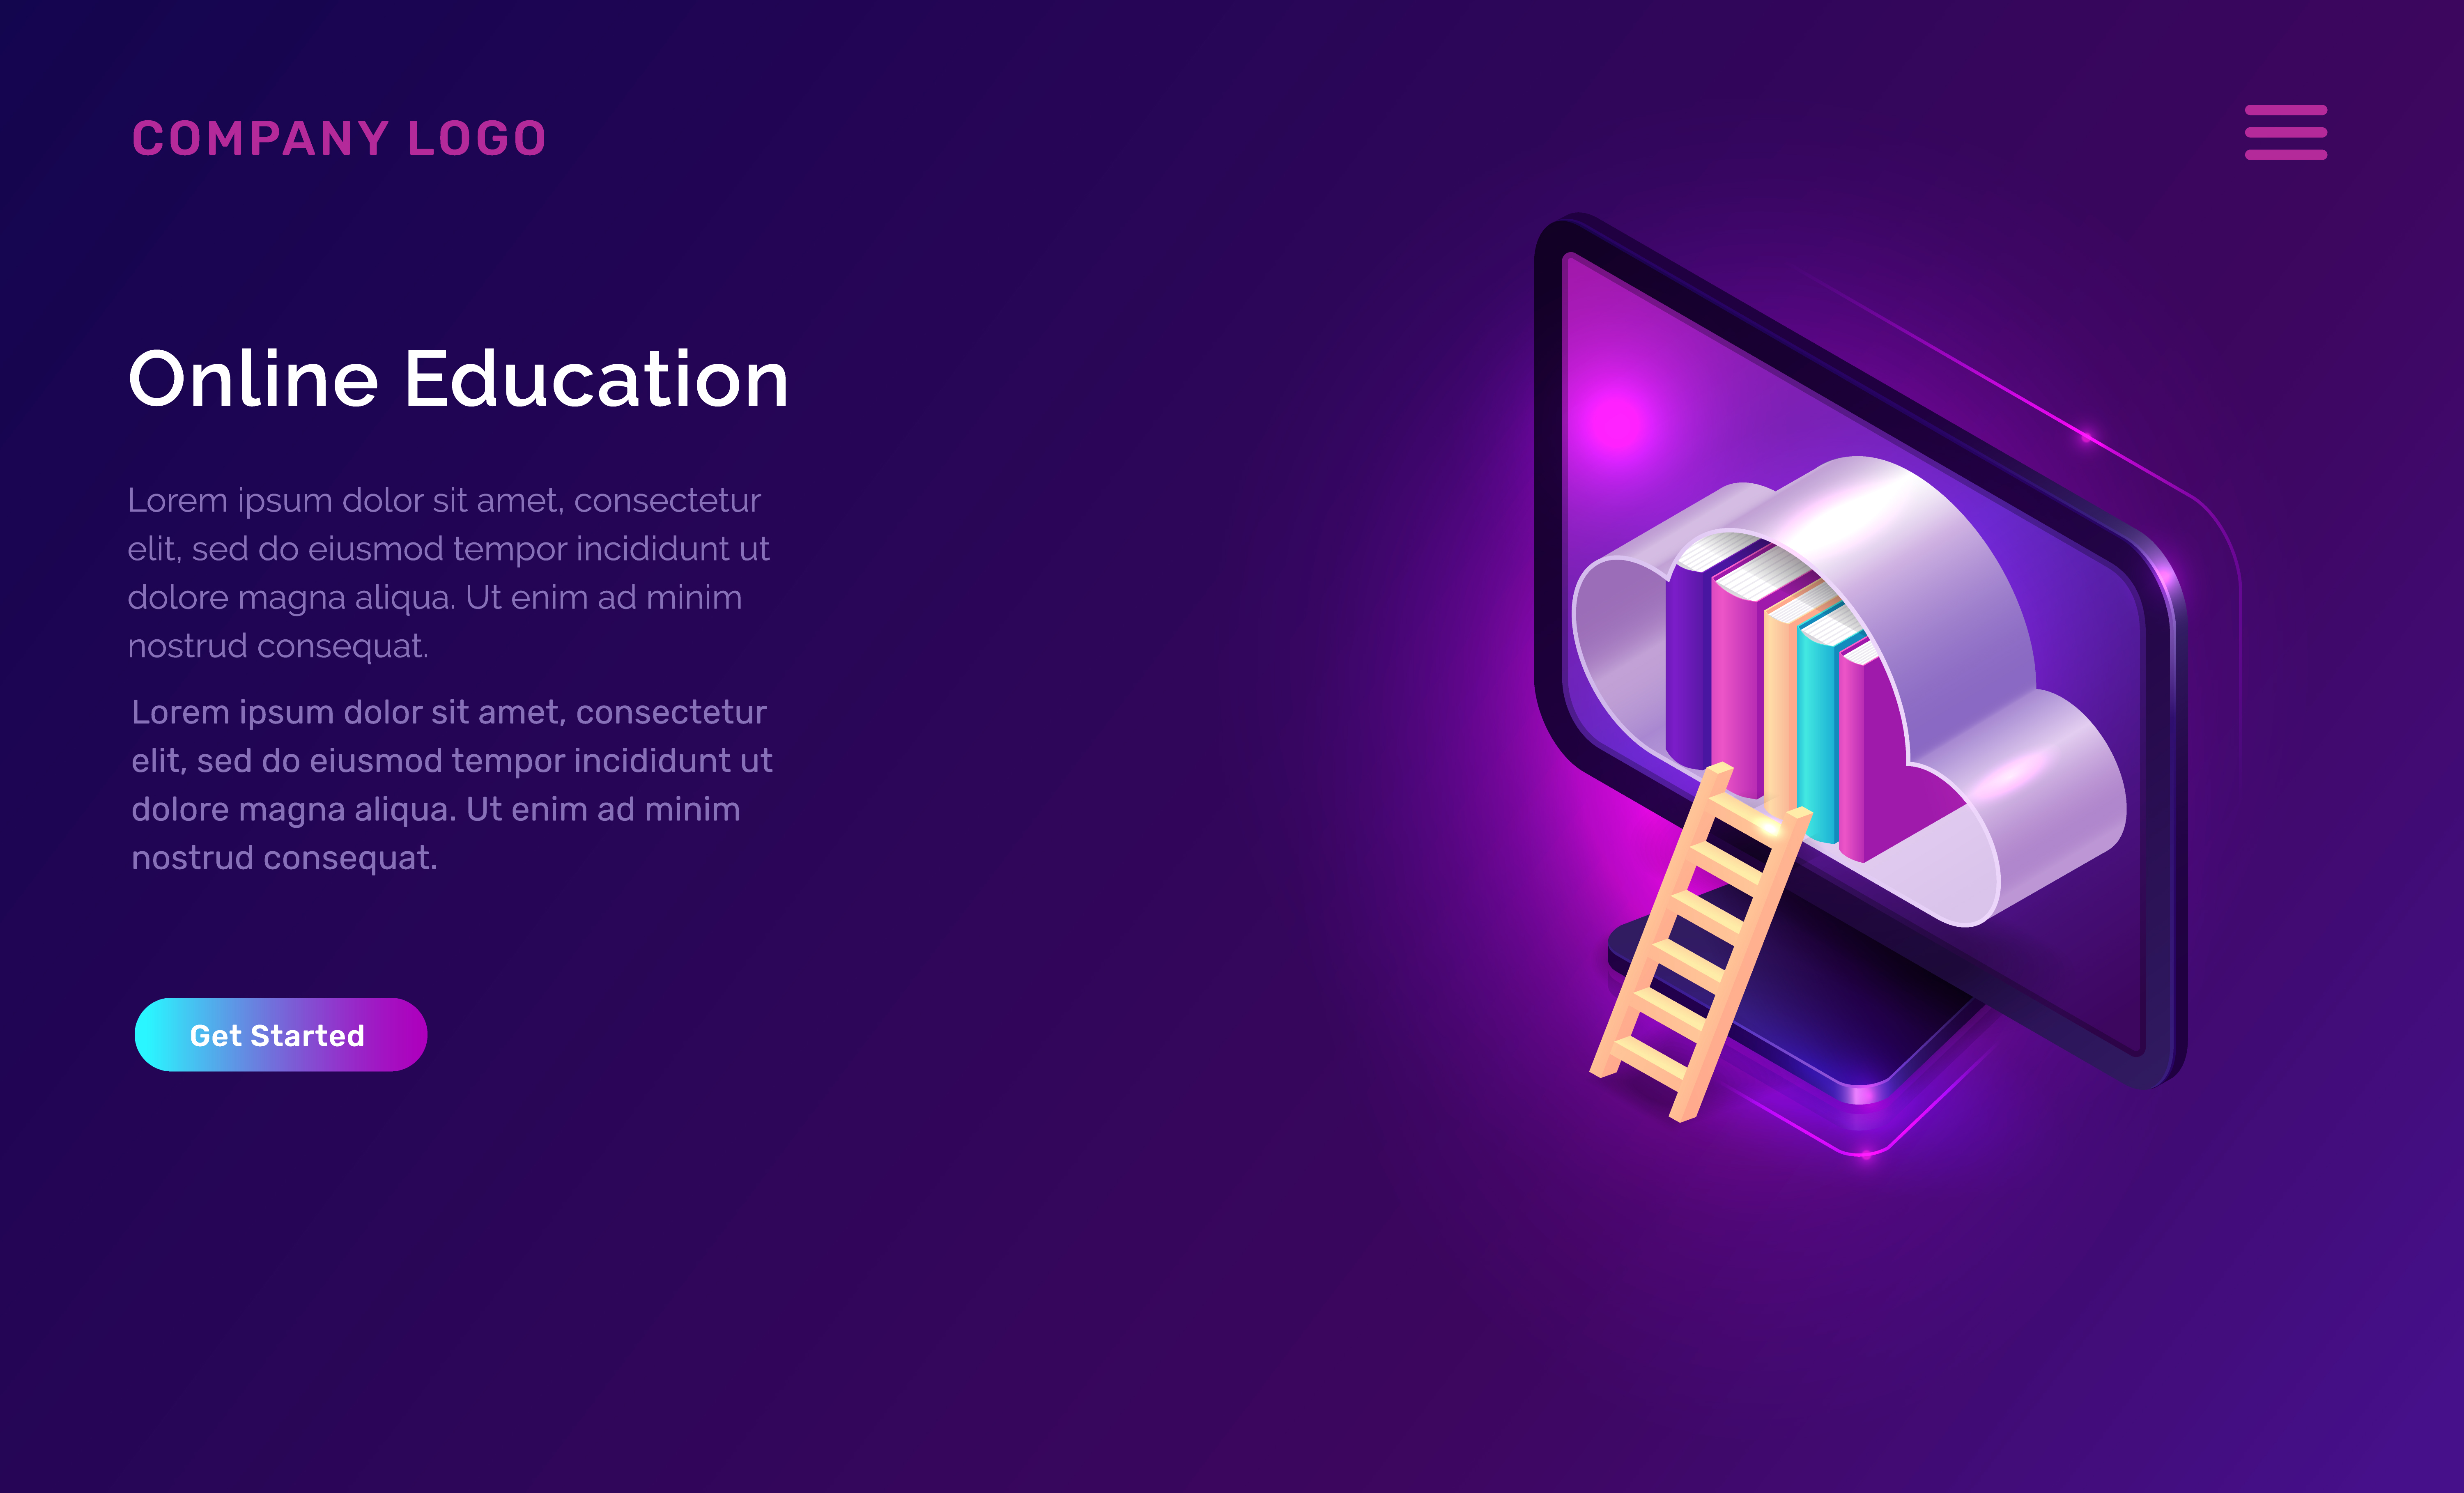 COMPANY LOGO
Online Education
Lorem ipsum dolor sit amet, consectetur
elit, sed do eiusmod tempor incididunt ut
dolore magna aliqua. Ut enim ad minim
nostrud consequat.
Lorem ipsum dolor sit amet, consectetur
elit, sed do eiusmod tempor incididunt ut
dolore magna aliqua. Ut enim ad minim
nostrud consequat.
Get Started